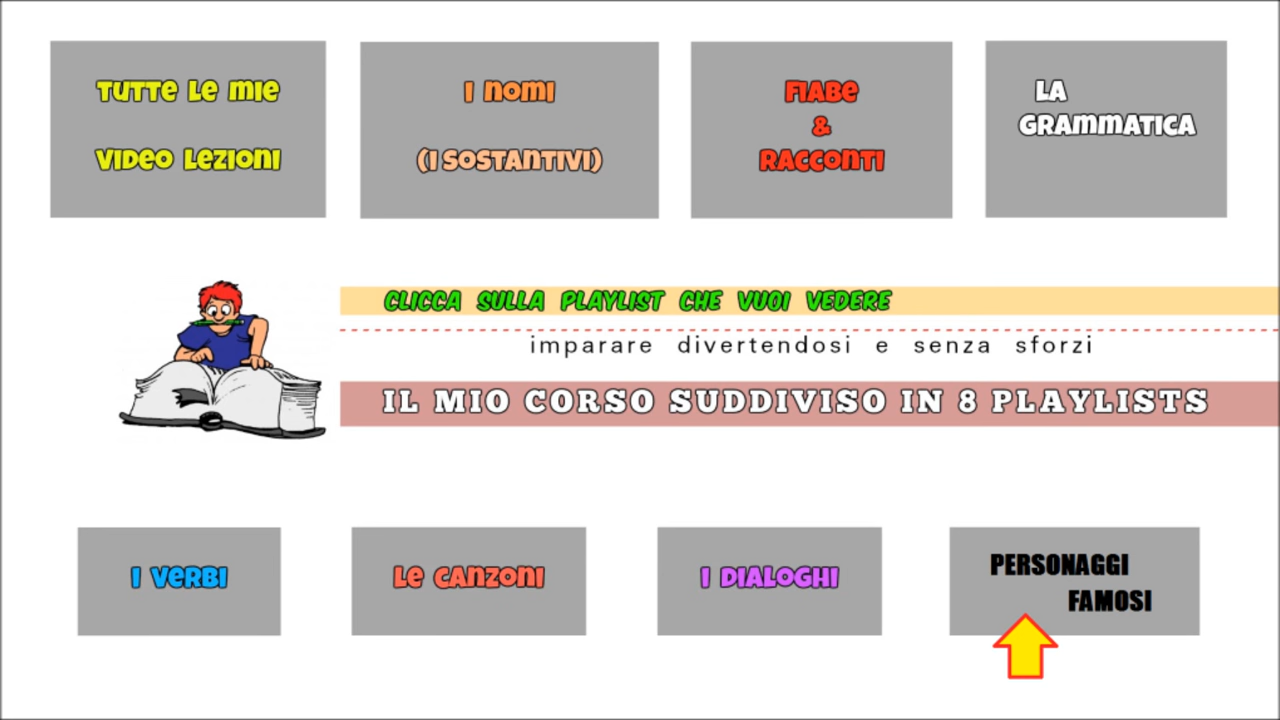 TUTTE LE MIE
VIDEO LEZIONI
I NOMI
(I SOSTANTIVI)
FIABE
&
RACCONTI
LA
GRAMMATICA
CLICCA SULLA PLAYLIST CHE VUOI VEDERE
imparare divertendosi e senza sforzi
IL MIO CORSO SUDDIVISO IN 8 PLAYLISTS
I VERBI
LE CANZONI
I DIALOGHI
PERSONAGGI
FAMOSI